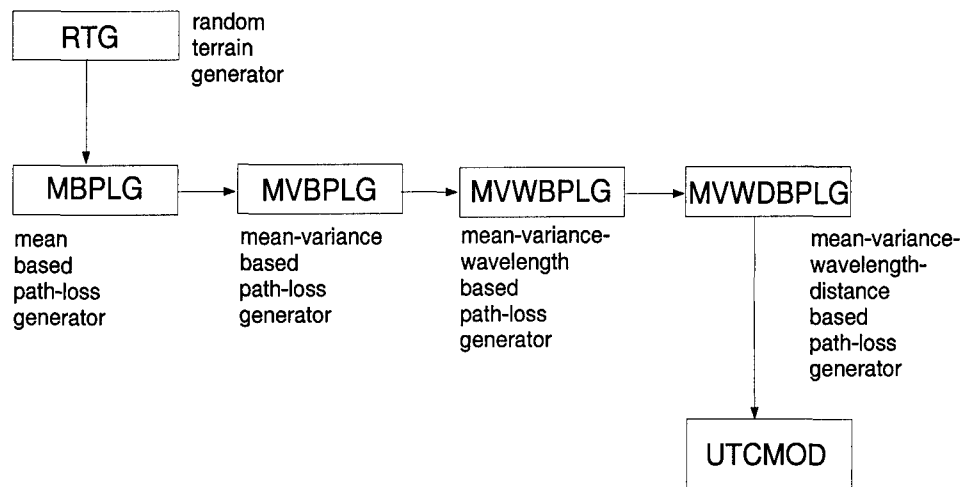 RTG
random
terrain
generator
MBPLG
mean
based
path-loss
generator
MVBPLG
mean-variance
based
path-loss
generator
MVWBPLG
mean-variance-
wavelength
based
path-loss
generator
MVWDBPLG
mean-variance-
wavelength-
distance
based
path-loss
generator
UTCMOD